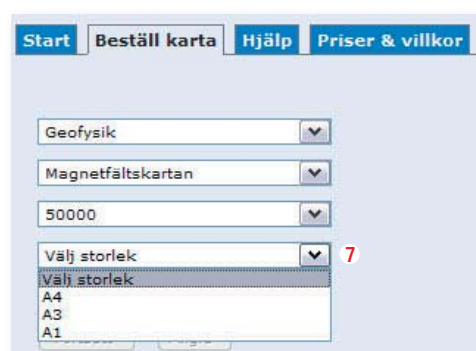 Start Beställ karta Hjälp Priser & villkor
Geofysik
Magnetfältskartan
50000
Välj storlek 7
Välj storlek
A4
A3
A1